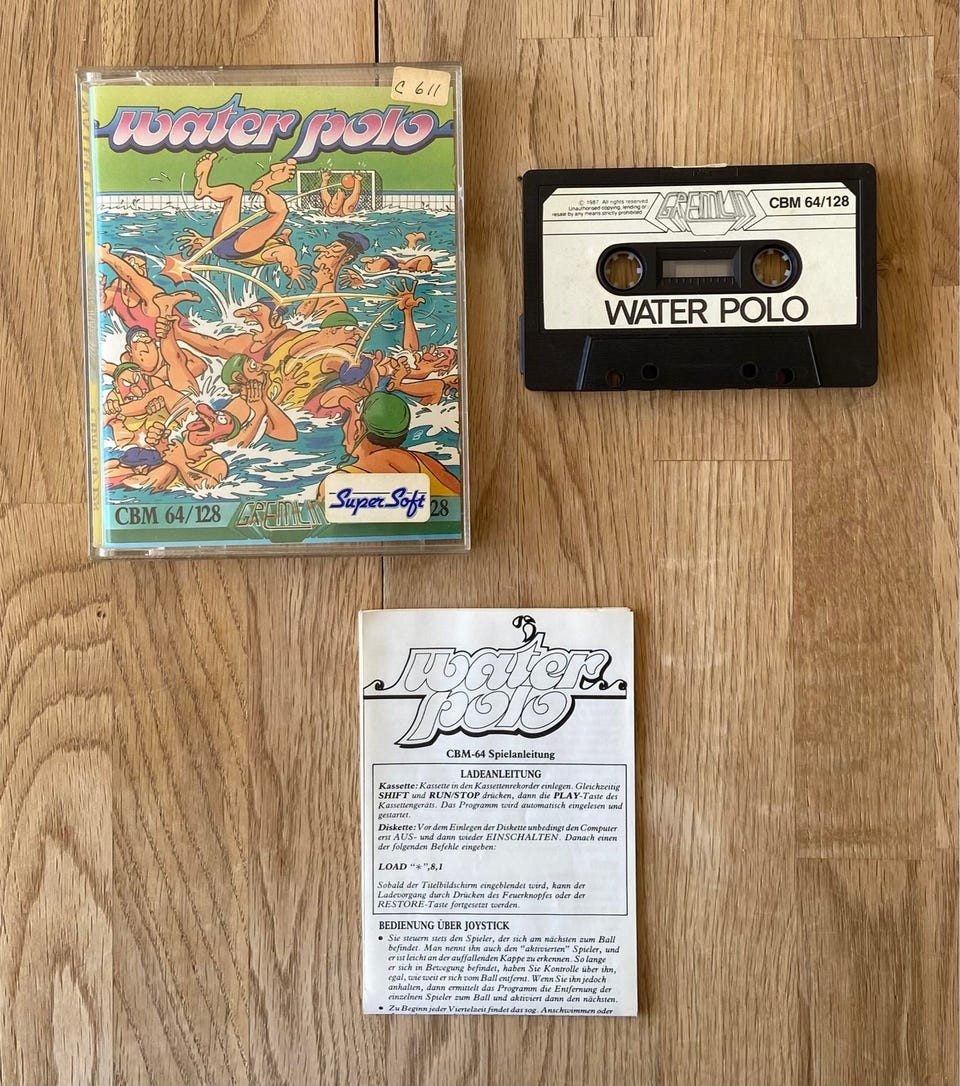 C 611
water polo
CBM 64/128
GREMLIN
Super Soft
28
© 1987 All rights reserved
Unauthorised copying, lending or
resale by any means strictly prohibited.
GREMLIN
CBM 64/128
WATER POLO
water
polo
CBM-64 Spielanleitung
LADEANLEITUNG
Kassette: Kassette in den Kassettenrekorder einlegen. Gleichzeitig
SHIFT und RUN/STOP drücken, dann die PLAY-Taste des
Kassettengeräts. Das Programm wird automatisch eingelesen und
gestartet.
Diskette: Vor dem Einlegen der Diskette unbedingt den Computer
erst AUS- und dann wieder EINSCHALTEN. Danach einen
der folgenden Befehle eingeben:
LOAD "*",8,1
Sobald der Titelbildschirm eingeblendet wird, kann der
Ladevorgang durch Drücken des Feuerknopfes oder der
RESTORE-Taste fortgesetzt werden.
BEDIENUNG ÜBER JOYSTICK
• Sie steuern stets den Spieler, der sich am nächsten zum Ball
befindet. Man nennt ihn auch den "aktivierten" Spieler, und
er ist leicht an der auffallenden Kappe zu erkennen. So lange
er sich in Bewegung befindet, haben Sie Kontrolle über ihn,
egal, wie weit er sich vom Ball entfernt. Wenn Sie ihn jedoch
anhalten, dann ermittelt das Programm die Entfernung der
einzelnen Spieler zum Ball und aktiviert dann den nächsten.
• Zu Beginn jeder Viertelzeit findet das sog. Anschwimmen oder